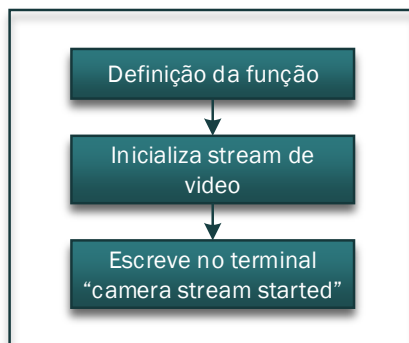 Definição da função
Inicializa stream de
video
Escreve no terminal
“camera stream started”